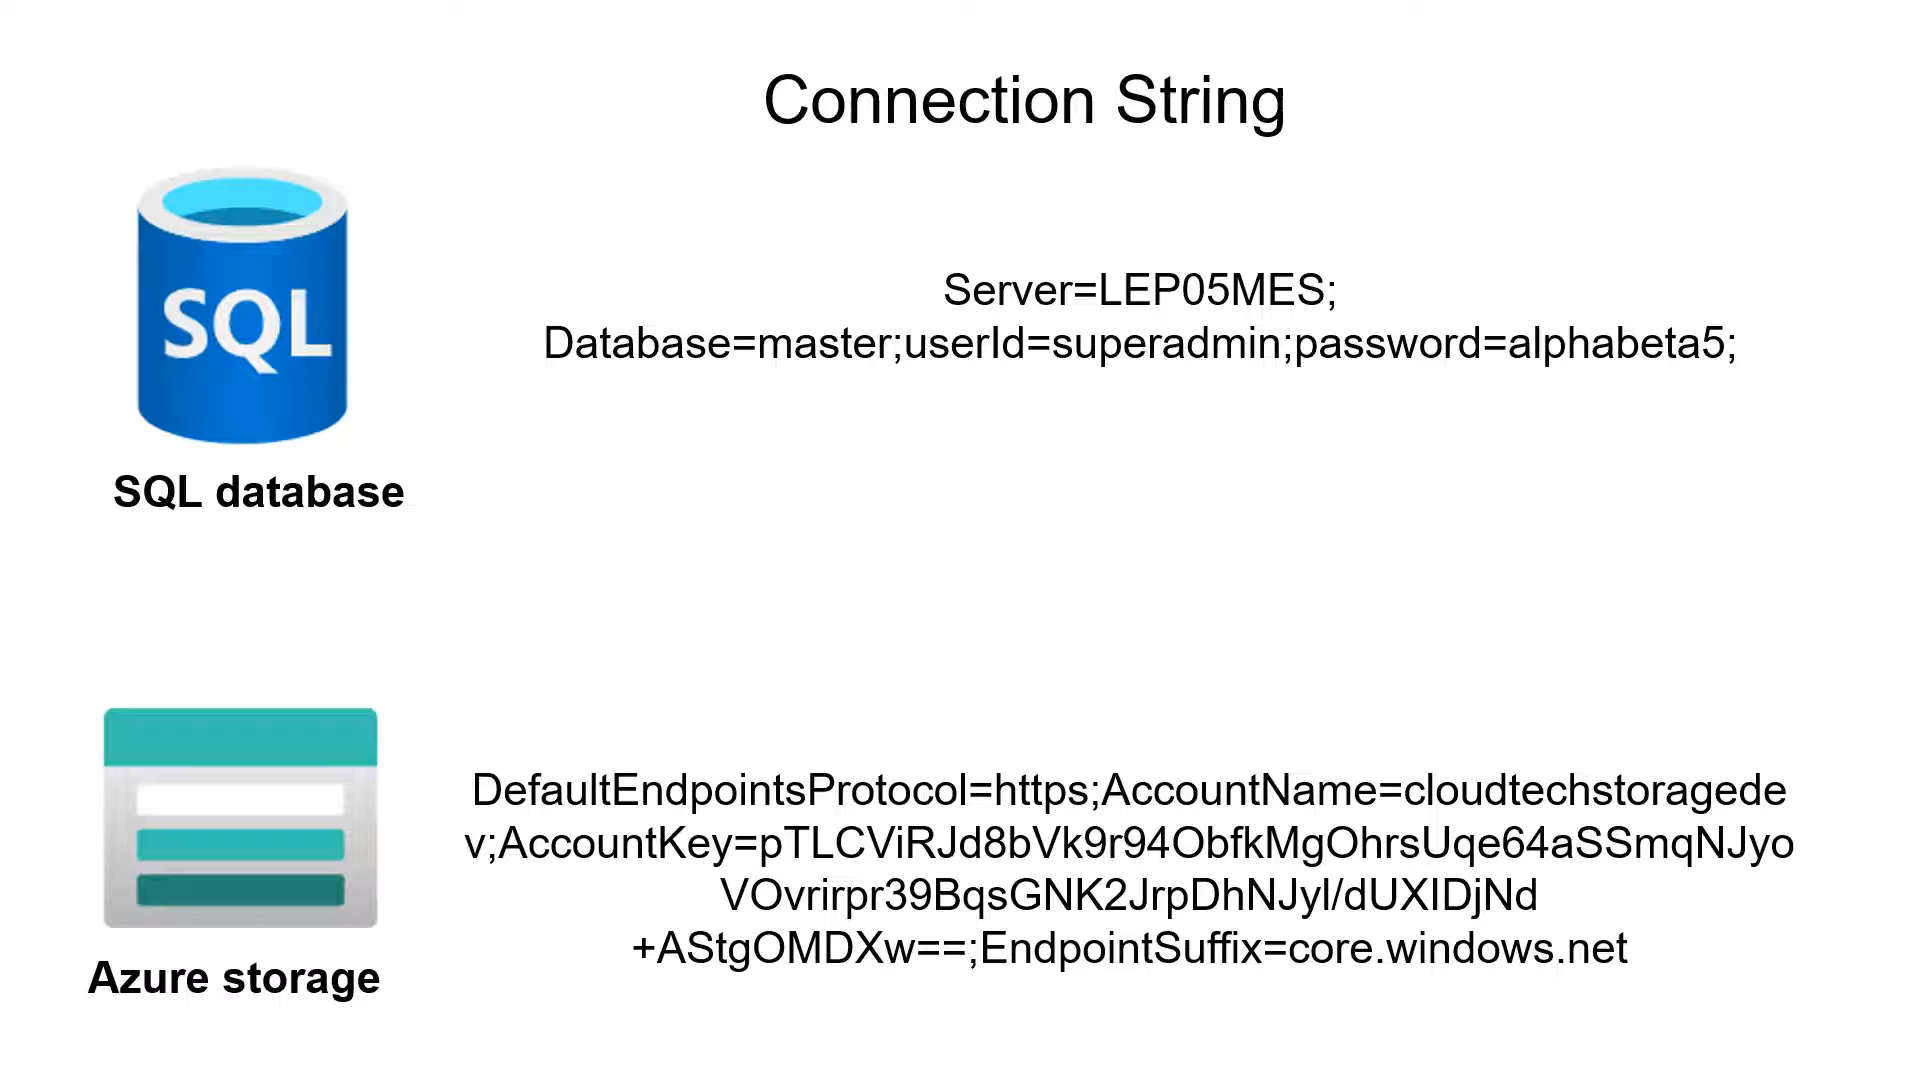 Connection String
SQL
Server=LEP05MES;
Database=master;userId=superadmin;password=alphabeta5;
SQL database
DefaultEndpointsProtocol=https;AccountName=cloudtechstoragede
v;AccountKey=pTLCViRJd8bVk9r94ObfkMgOhrsUqe64aSSmqNJyo
VOvrirpr39BqsGNK2JrpDhNJyl/dUXIDjNd
+AStgOMDXw==;EndpointSuffix=core.windows.net
Azure storage